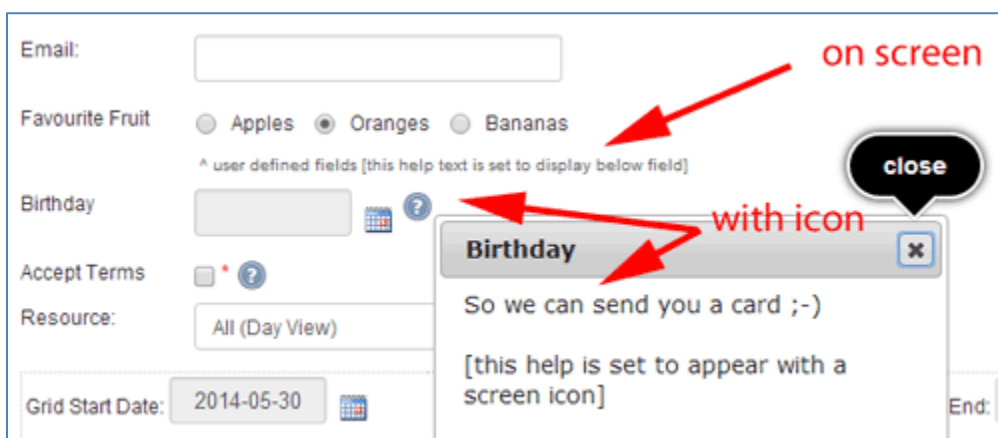 Email:
on screen
Favourite Fruit
Apples Oranges Bananas
^ user defined fields [this help text is set to display below field]
close
Birthday
?
with icon
Birthday
Accept Terms
* ?
So we can send you a card ;-)
Resource:
All (Day View)
[this help is set to appear with a
screen icon]
Grid Start Date: 2014-05-30
End: